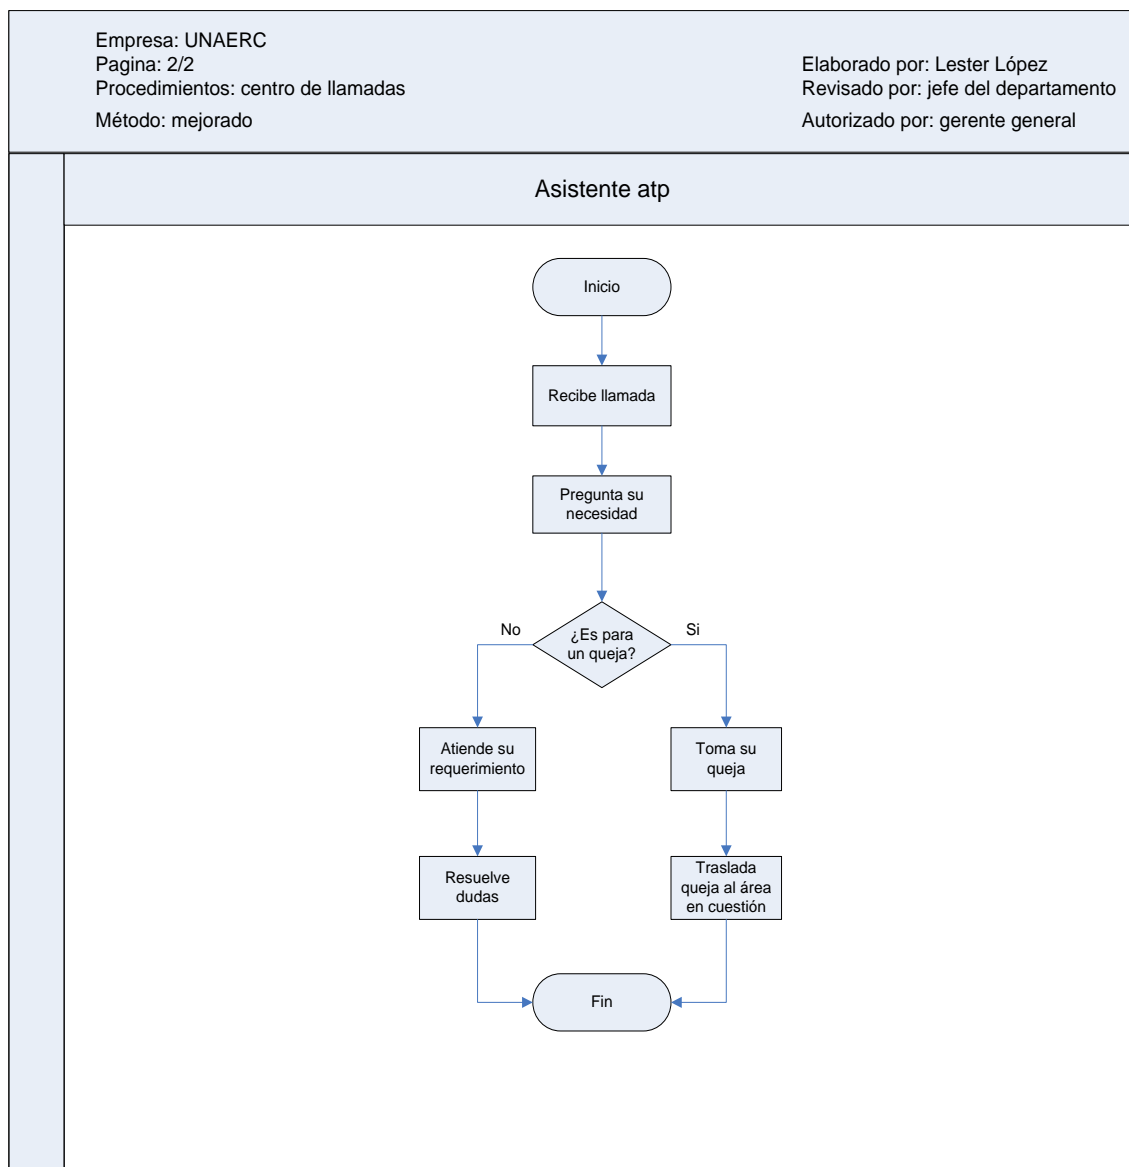 Empresa: UNAERC
Pagina: 2/2
Procedimientos: centro de llamadas
Método: mejorado
Elaborado por: Lester López
Revisado por: jefe del departamento
Autorizado por: gerente general
Asistente atp
Inicio
Recibe llamada
Pregunta su
necesidad
¿Es para
un queja?
No
Si
Atiende su
requerimiento
Toma su
queja
Resuelve
dudas
Traslada
queja al área
en cuestión
Fin